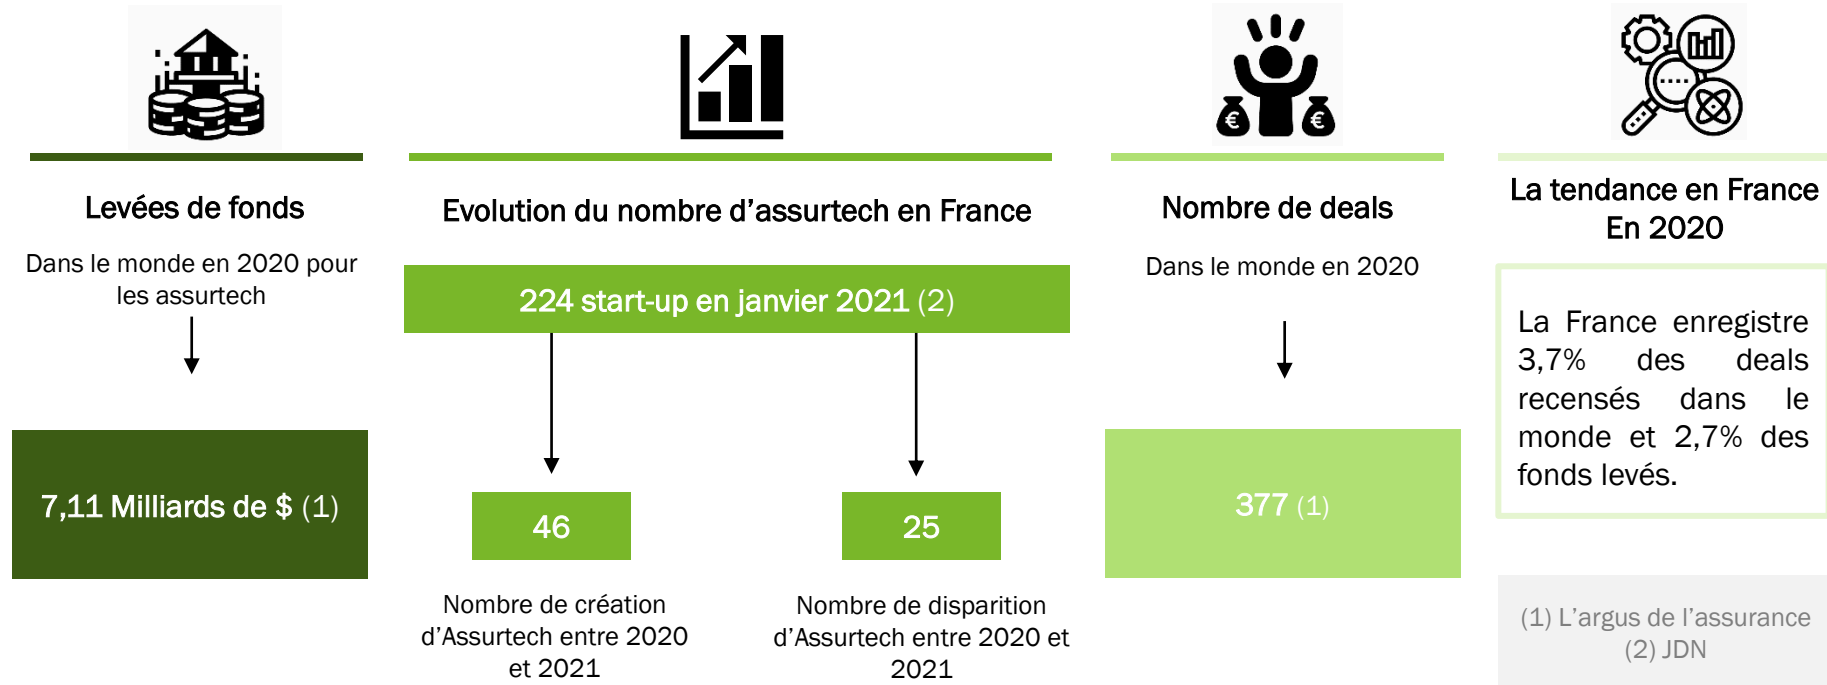 Levées de fonds
Dans le monde en 2020 pour
les assurtech
7,11 Milliards de $ (1)
Evolution du nombre d’assurtech en France
224 start-up en janvier 2021 (2)
46
Nombre de création
d’Assurtech entre 2020
et 2021
25
Nombre de disparition
d’Assurtech entre 2020 et
2021
Nombre de deals
Dans le monde en 2020
€ €
377 (1)
La tendance en France
En 2020
La France enregistre
3,7% des deals
recensés dans le
monde et 2,7% des
fonds levés.
(1) L’argus de l’assurance
(2) JDN